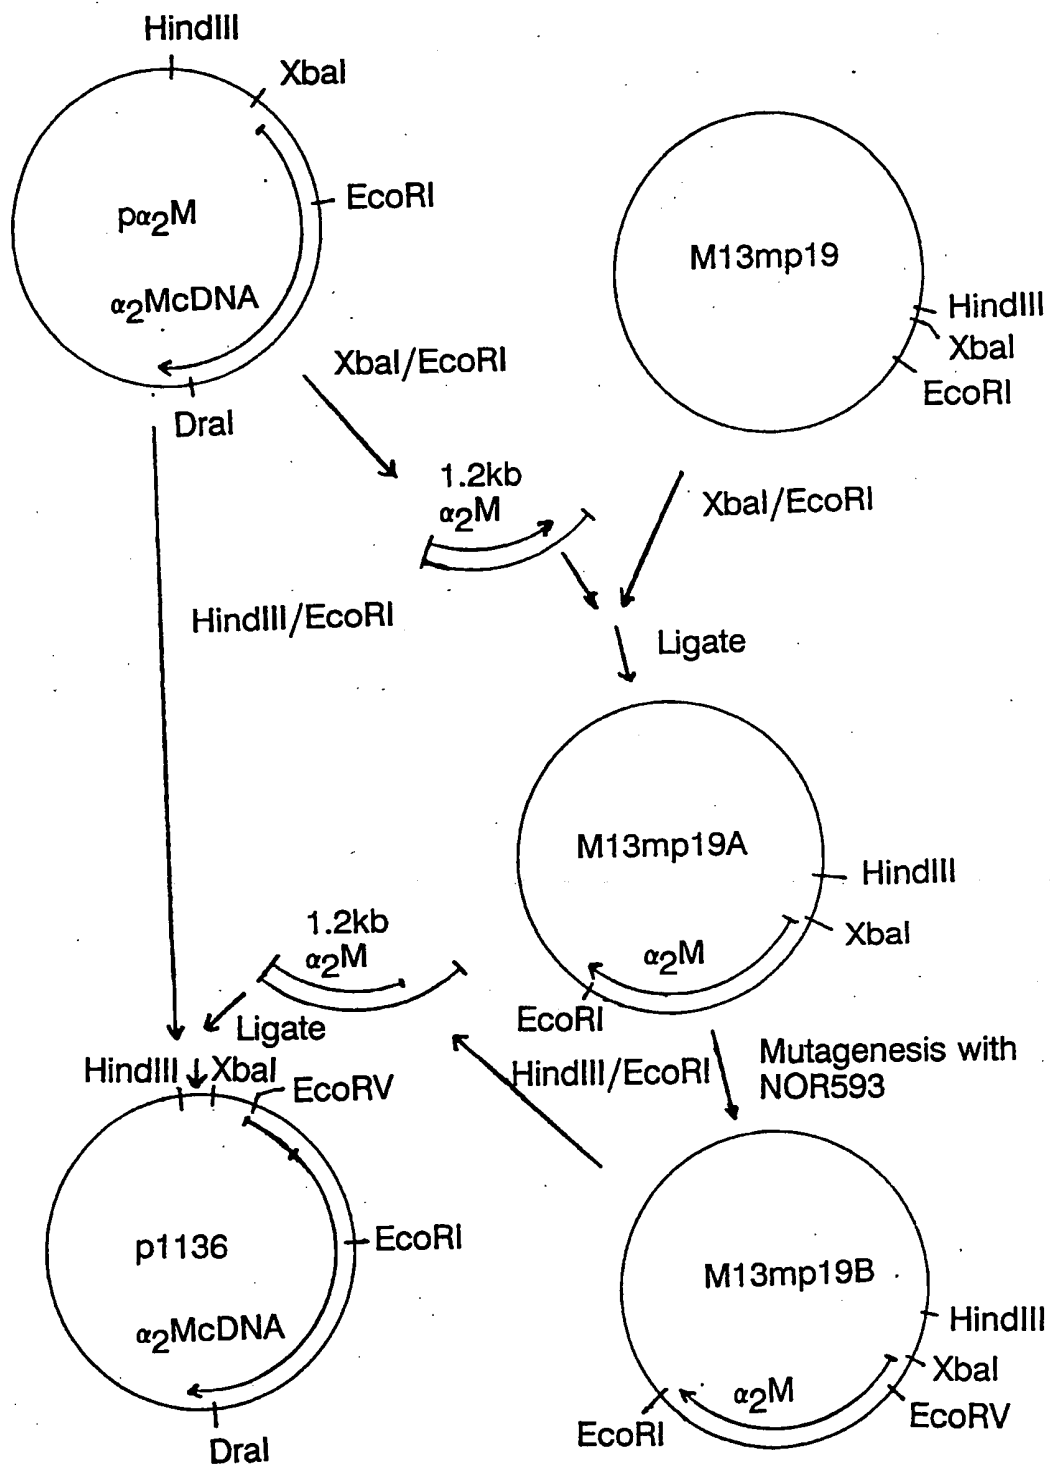 HindIII
XbaI
EcoRI
pα2M
α2McDNA
DraI
M13mp19
HindIII
XbaI
EcoRI
XbaI/EcoRI
1.2kb
α2M
XbaI/EcoRI
HindIII/EcoRI
Ligate
M13mp19A
HindIII
XbaI
α2M
EcoRI
1.2kb
α2M
Ligate
HindIII/EcoRI
Mutagenesis with
NOR593
HindIII
XbaI
EcoRV
EcoRI
p1136
α2McDNA
DraI
M13mp19B
HindIII
XbaI
EcoRV
α2M
EcoRI